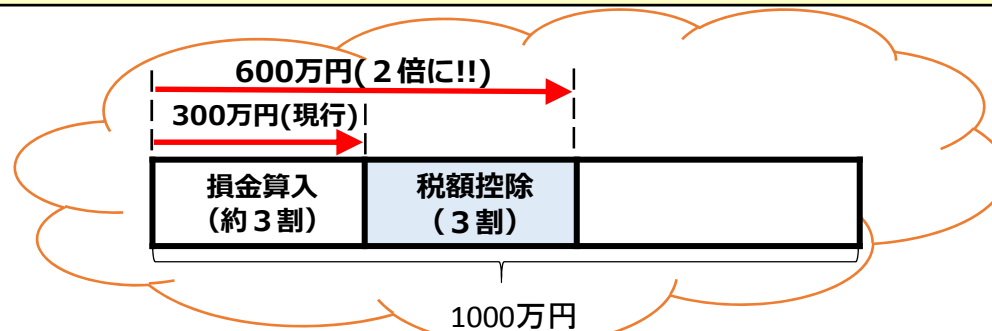 600万円(２倍に!!)
300万円(現行)
損金算入
(約３割)
税額控除
(３割)
1000万円